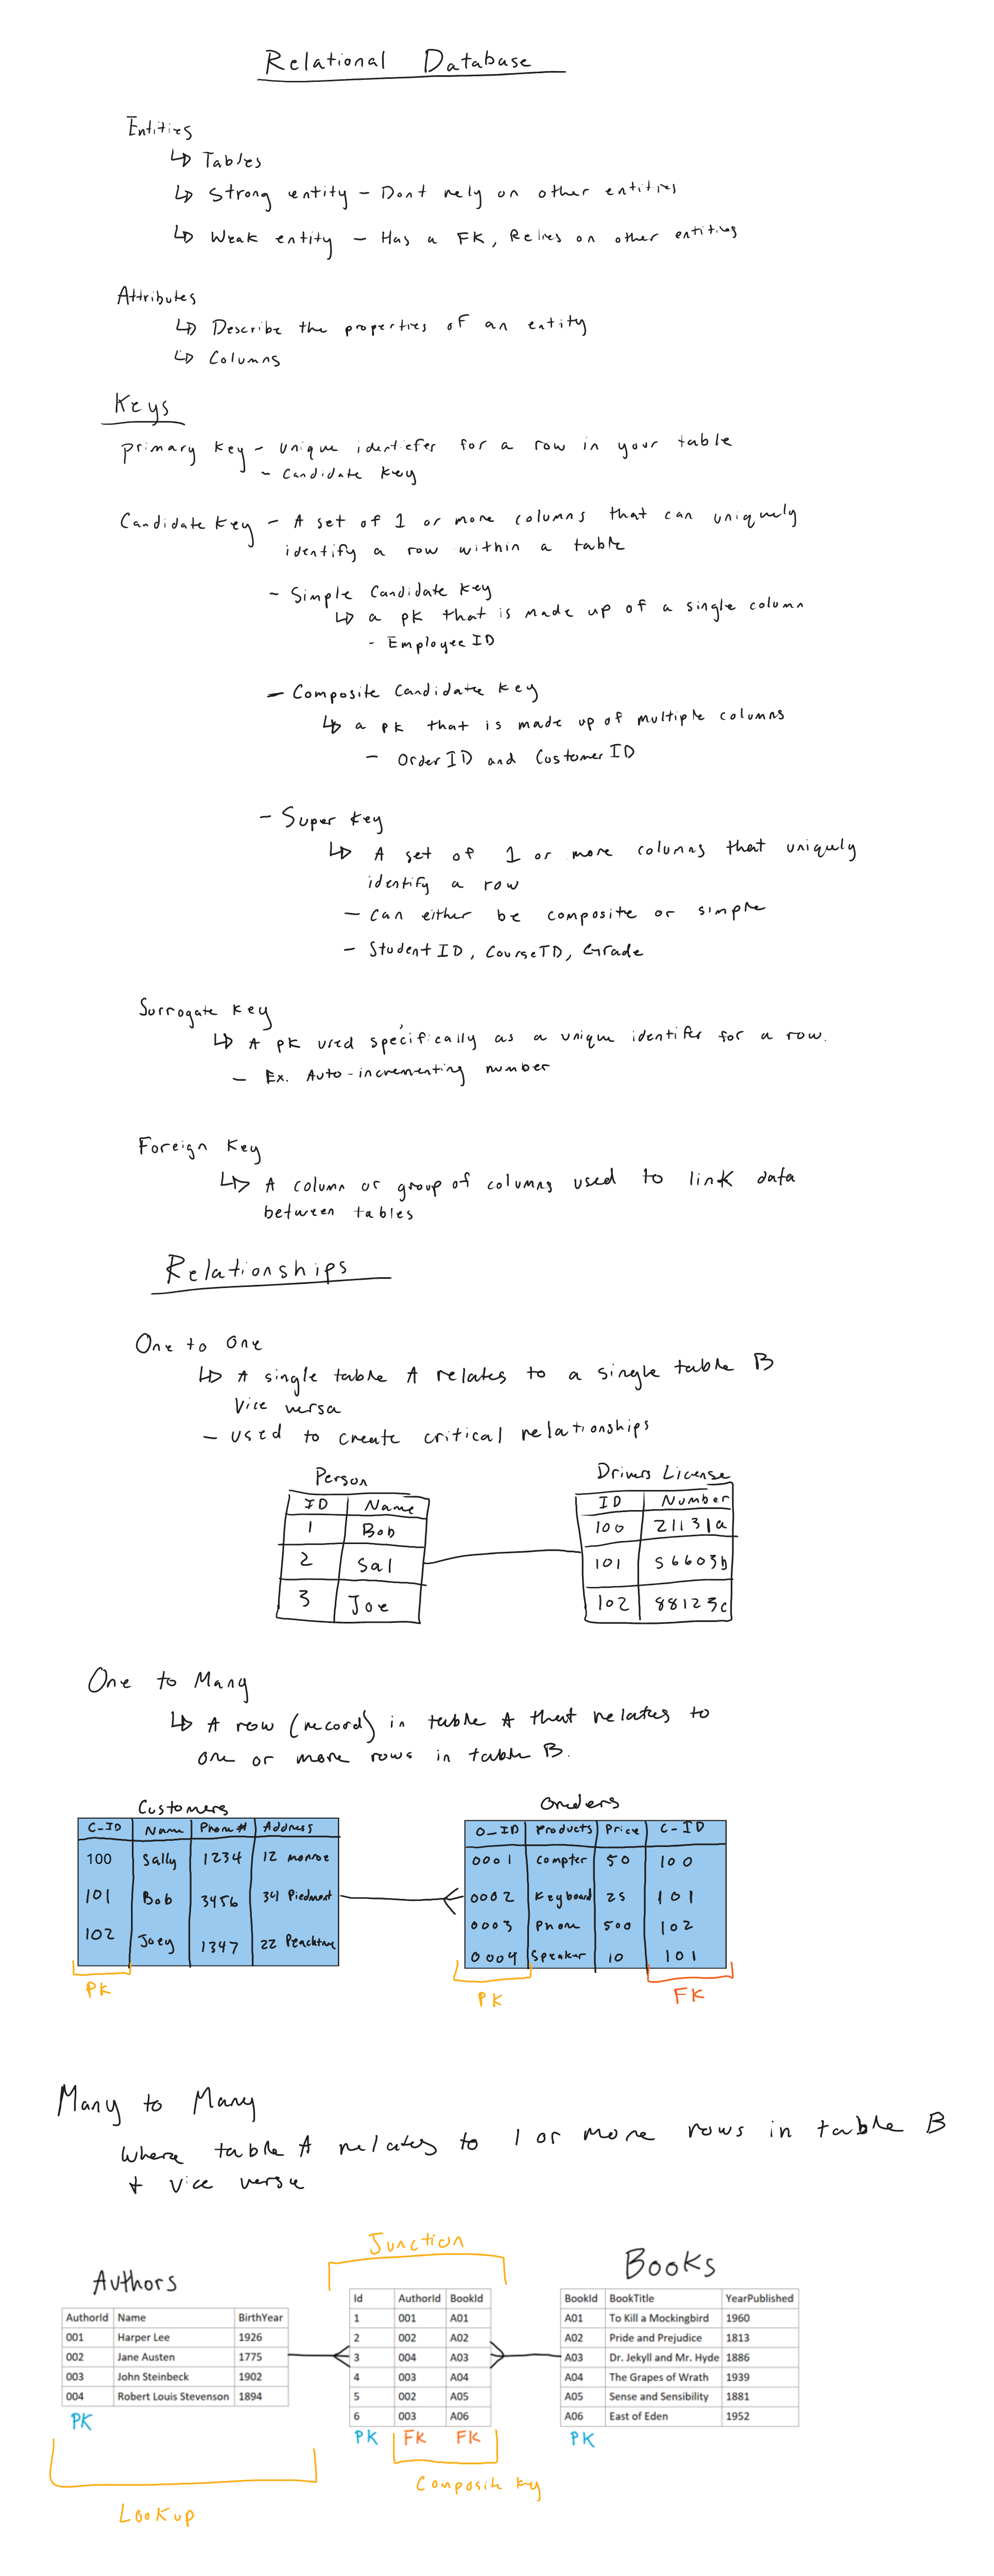 Relational Database
Entities
↳ Tables
↳ Strong entity - Dont rely on other entities
↳ Weak entity - Has a FK, Relies on other entities
Attributes
↳ Describe the properties of an entity
↳ Columns
Keys
primary key - unique identiefer for a row in your table
- Candidate key
Candidate key - A set of 1 or more columns that can uniquely
identify a row within a table
- Simple Candidate key
↳ a pk that is made up of a single column
- Employee ID
- Composite Candidate key
↳ a pk that is made up of multiple columns
- Order ID and Customer ID
- Super key
↳ A set of 1 or more columns that uniquly
identify a row
- Can either be composite or simple
- Student ID, Course ID, Grade
Surrogate key
↳ A pk used specifically as a unique identifer for a row.
- Ex. Auto-incrementing number
Foreign key
↳ A column or group of columns used to link data
between tables
Relationships
One to One
↳ A single table A relates to a single table B
Vice versa
- used to create critical relationships
Person Drivers License
ID Name ID Number
1 Bob 100 21131a
2 Sal 101 56603b
3 Joe 102 88123c
One to Many
↳ A row (record) in table A that relates to
one or more rows in table B.
Customers Orders
C-ID Name Phone# Address O_ID Products Price C-ID
100 Sally 1234 12 monroe 0001 Compter 50 100
101 Bob 3456 34 Piedmont 0002 Keyboard 25 101
102 Joey 1347 22 Peachtree 0003 Phone 500 102
0004 Speaker 10 101
PK PK FK
Many to Many
where table A relates to 1 or more rows in table B
+ vice versa
Junction
Authors Books
AuthorId Name BirthYear Id AuthorId BookId BookId BookTitle YearPublished
001 Harper Lee 1926 1 001 A01 A01 To Kill a Mockingbird 1960
002 Jane Austen 1775 2 002 A02 A02 Pride and Prejudice 1813
003 John Steinbeck 1902 3 004 A03 A03 Dr. Jekyll and Mr. Hyde 1886
004 Robert Louis Stevenson 1894 4 003 A04 A04 The Grapes of Wrath 1939
5 002 A05 A05 Sense and Sensibility 1881
6 003 A06 A06 East of Eden 1952
PK PK FK FK PK
Composite key
Lookup